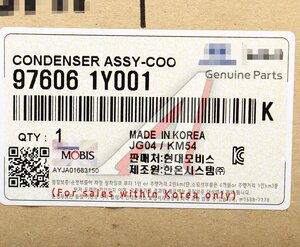 CONDENSER ASSY-COO
97606 1Y001
Genuine Parts
K
QTY : 1
MOBIS
MADE IN KOREA
JG04 / KM54
판매처:현대모비스
제조원:한온시스템㈜
AYJA0168315D
(For sales within Korea only)